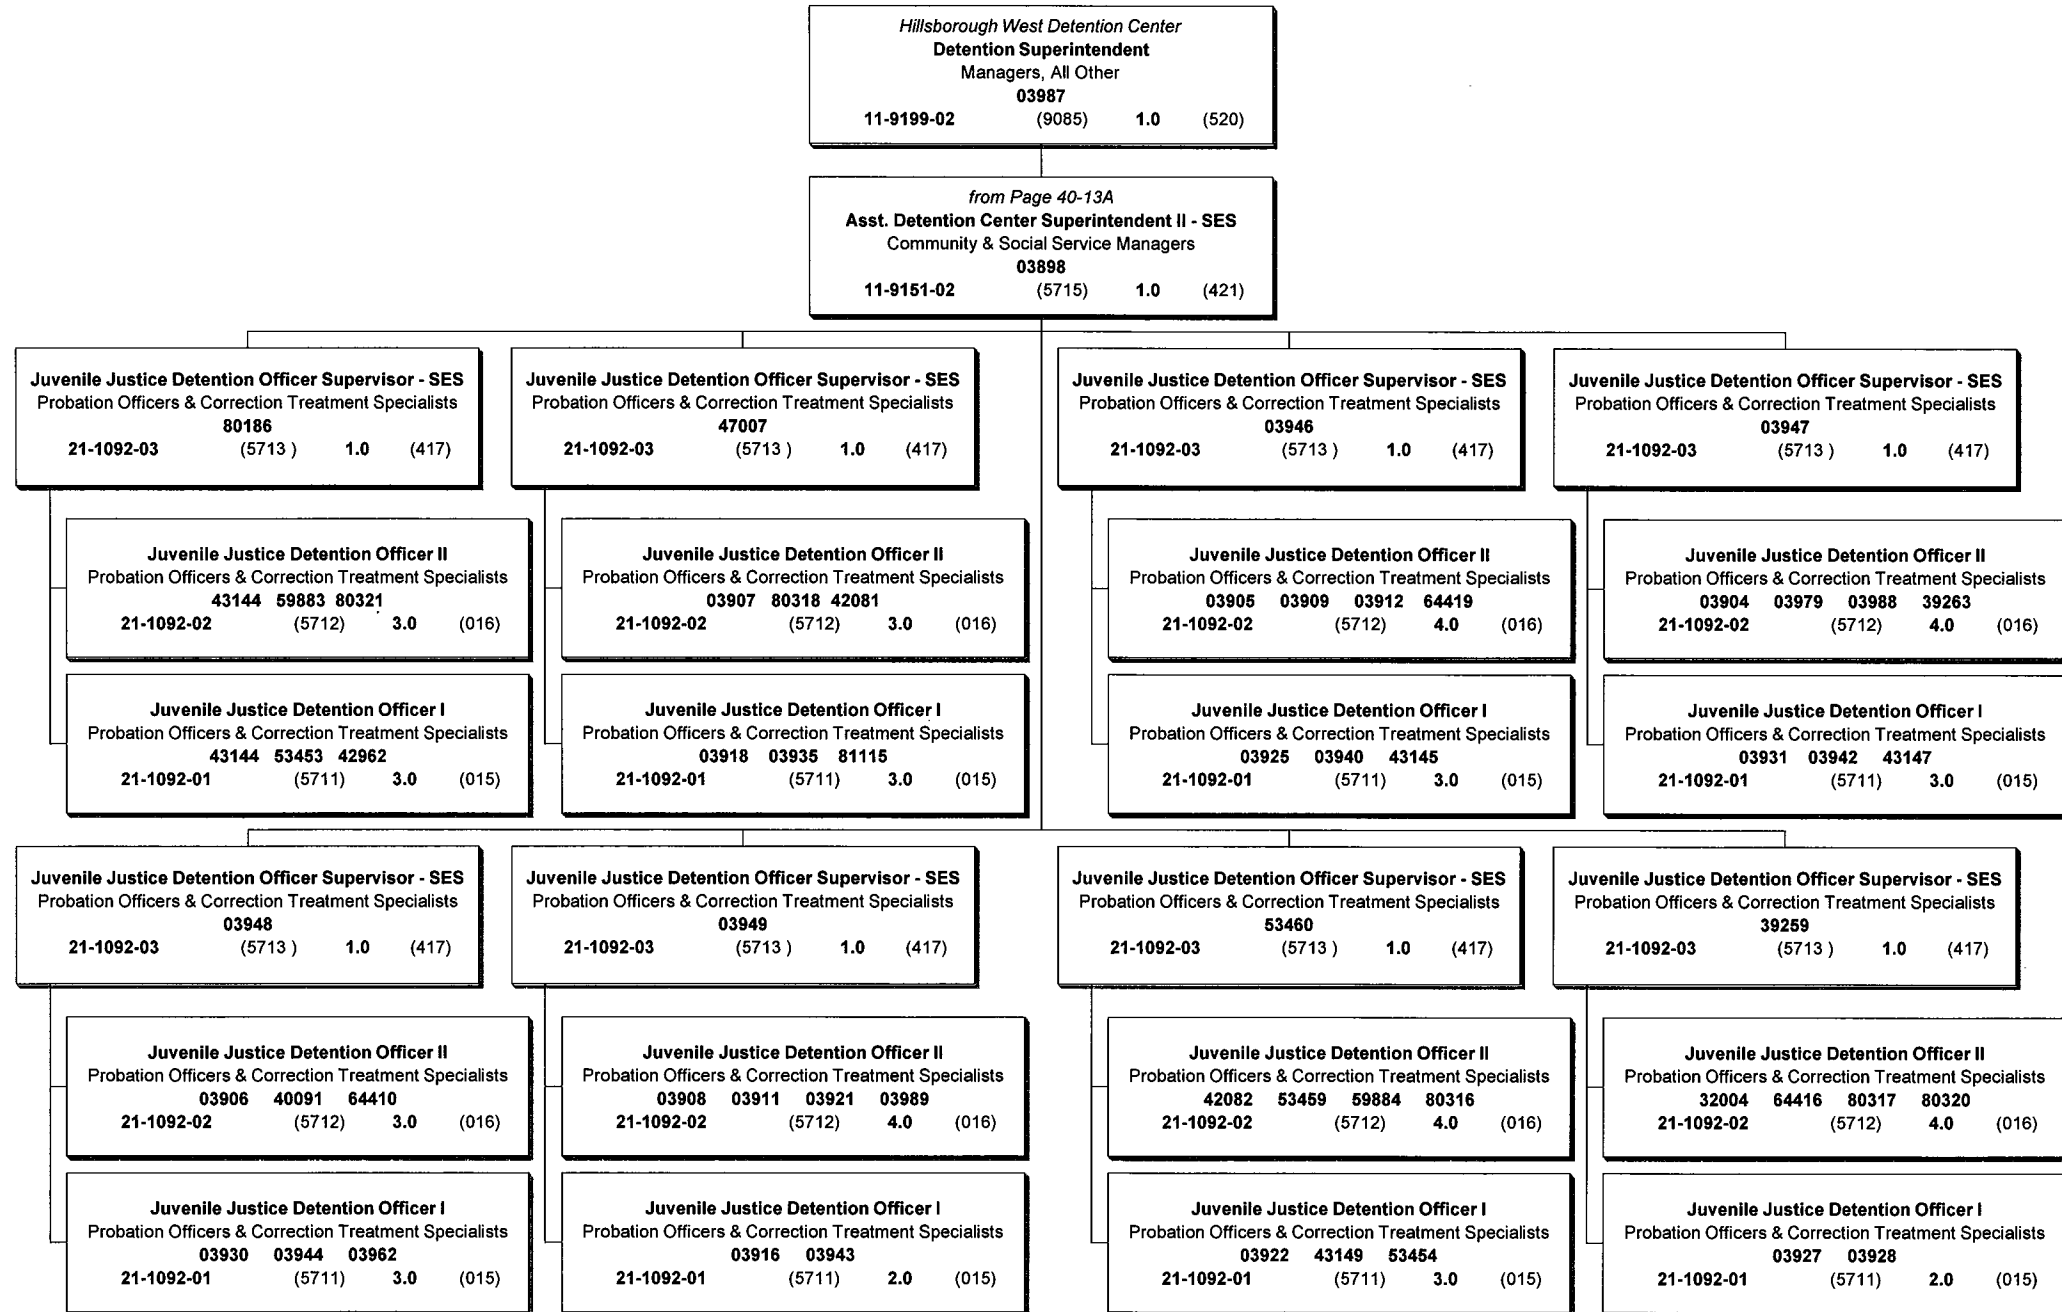 Hillsborough West Detention Center
Detention Superintendent
Managers, All Other
03987
11-9199-02 (9085) 1.0 (520)
from Page 40-13A
Asst. Detention Center Superintendent II - SES
Community & Social Service Managers
03898
11-9151-02 (5715) 1.0 (421)
Juvenile Justice Detention Officer Supervisor - SES
Probation Officers & Correction Treatment Specialists
80186
21-1092-03 (5713 ) 1.0 (417)
Juvenile Justice Detention Officer II
Probation Officers & Correction Treatment Specialists
43144 59883 80321
21-1092-02 (5712) 3.0 (016)
Juvenile Justice Detention Officer I
Probation Officers & Correction Treatment Specialists
43144 53453 42962
21-1092-01 (5711) 3.0 (015)
Juvenile Justice Detention Officer Supervisor - SES
Probation Officers & Correction Treatment Specialists
47007
21-1092-03 (5713 ) 1.0 (417)
Juvenile Justice Detention Officer II
Probation Officers & Correction Treatment Specialists
03907 80318 42081
21-1092-02 (5712) 3.0 (016)
Juvenile Justice Detention Officer I
Probation Officers & Correction Treatment Specialists
03918 03935 81115
21-1092-01 (5711) 3.0 (015)
Juvenile Justice Detention Officer Supervisor - SES
Probation Officers & Correction Treatment Specialists
03946
21-1092-03 (5713 ) 1.0 (417)
Juvenile Justice Detention Officer II
Probation Officers & Correction Treatment Specialists
03905 03909 03912 64419
21-1092-02 (5712) 4.0 (016)
Juvenile Justice Detention Officer I
Probation Officers & Correction Treatment Specialists
03925 03940 43145
21-1092-01 (5711) 3.0 (015)
Juvenile Justice Detention Officer Supervisor - SES
Probation Officers & Correction Treatment Specialists
03947
21-1092-03 (5713 ) 1.0 (417)
Juvenile Justice Detention Officer II
Probation Officers & Correction Treatment Specialists
03904 03979 03988 39263
21-1092-02 (5712) 4.0 (016)
Juvenile Justice Detention Officer I
Probation Officers & Correction Treatment Specialists
03931 03942 43147
21-1092-01 (5711) 3.0 (015)
Juvenile Justice Detention Officer Supervisor - SES
Probation Officers & Correction Treatment Specialists
03948
21-1092-03 (5713 ) 1.0 (417)
Juvenile Justice Detention Officer II
Probation Officers & Correction Treatment Specialists
03906 40091 64410
21-1092-02 (5712) 3.0 (016)
Juvenile Justice Detention Officer I
Probation Officers & Correction Treatment Specialists
03930 03944 03962
21-1092-01 (5711) 3.0 (015)
Juvenile Justice Detention Officer Supervisor - SES
Probation Officers & Correction Treatment Specialists
03949
21-1092-03 (5713 ) 1.0 (417)
Juvenile Justice Detention Officer II
Probation Officers & Correction Treatment Specialists
03908 03911 03921 03989
21-1092-02 (5712) 4.0 (016)
Juvenile Justice Detention Officer I
Probation Officers & Correction Treatment Specialists
03916 03943
21-1092-01 (5711) 2.0 (015)
Juvenile Justice Detention Officer Supervisor - SES
Probation Officers & Correction Treatment Specialists
53460
21-1092-03 (5713 ) 1.0 (417)
Juvenile Justice Detention Officer II
Probation Officers & Correction Treatment Specialists
42082 53459 59884 80316
21-1092-02 (5712) 4.0 (016)
Juvenile Justice Detention Officer I
Probation Officers & Correction Treatment Specialists
03922 43149 53454
21-1092-01 (5711) 3.0 (015)
Juvenile Justice Detention Officer Supervisor - SES
Probation Officers & Correction Treatment Specialists
39259
21-1092-03 (5713 ) 1.0 (417)
Juvenile Justice Detention Officer II
Probation Officers & Correction Treatment Specialists
32004 64416 80317 80320
21-1092-02 (5712) 4.0 (016)
Juvenile Justice Detention Officer I
Probation Officers & Correction Treatment Specialists
03927 03928
21-1092-01 (5711) 2.0 (015)